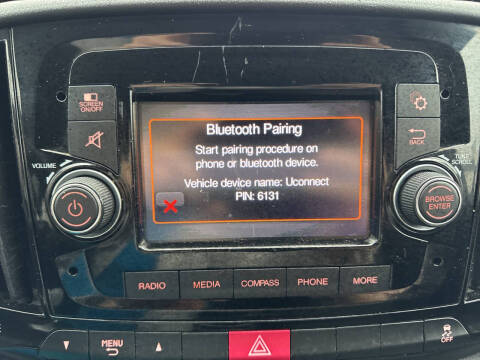 SCREEN
ON/OFF
Bluetooth Pairing
Start pairing procedure on
phone or bluetooth device.
Vehicle device name: Uconnect
PIN: 6131
BACK
VOLUME
TUNE
SCROLL
BROWSE
ENTER
RADIO
MEDIA
COMPASS
PHONE
MORE
MENU
OFF